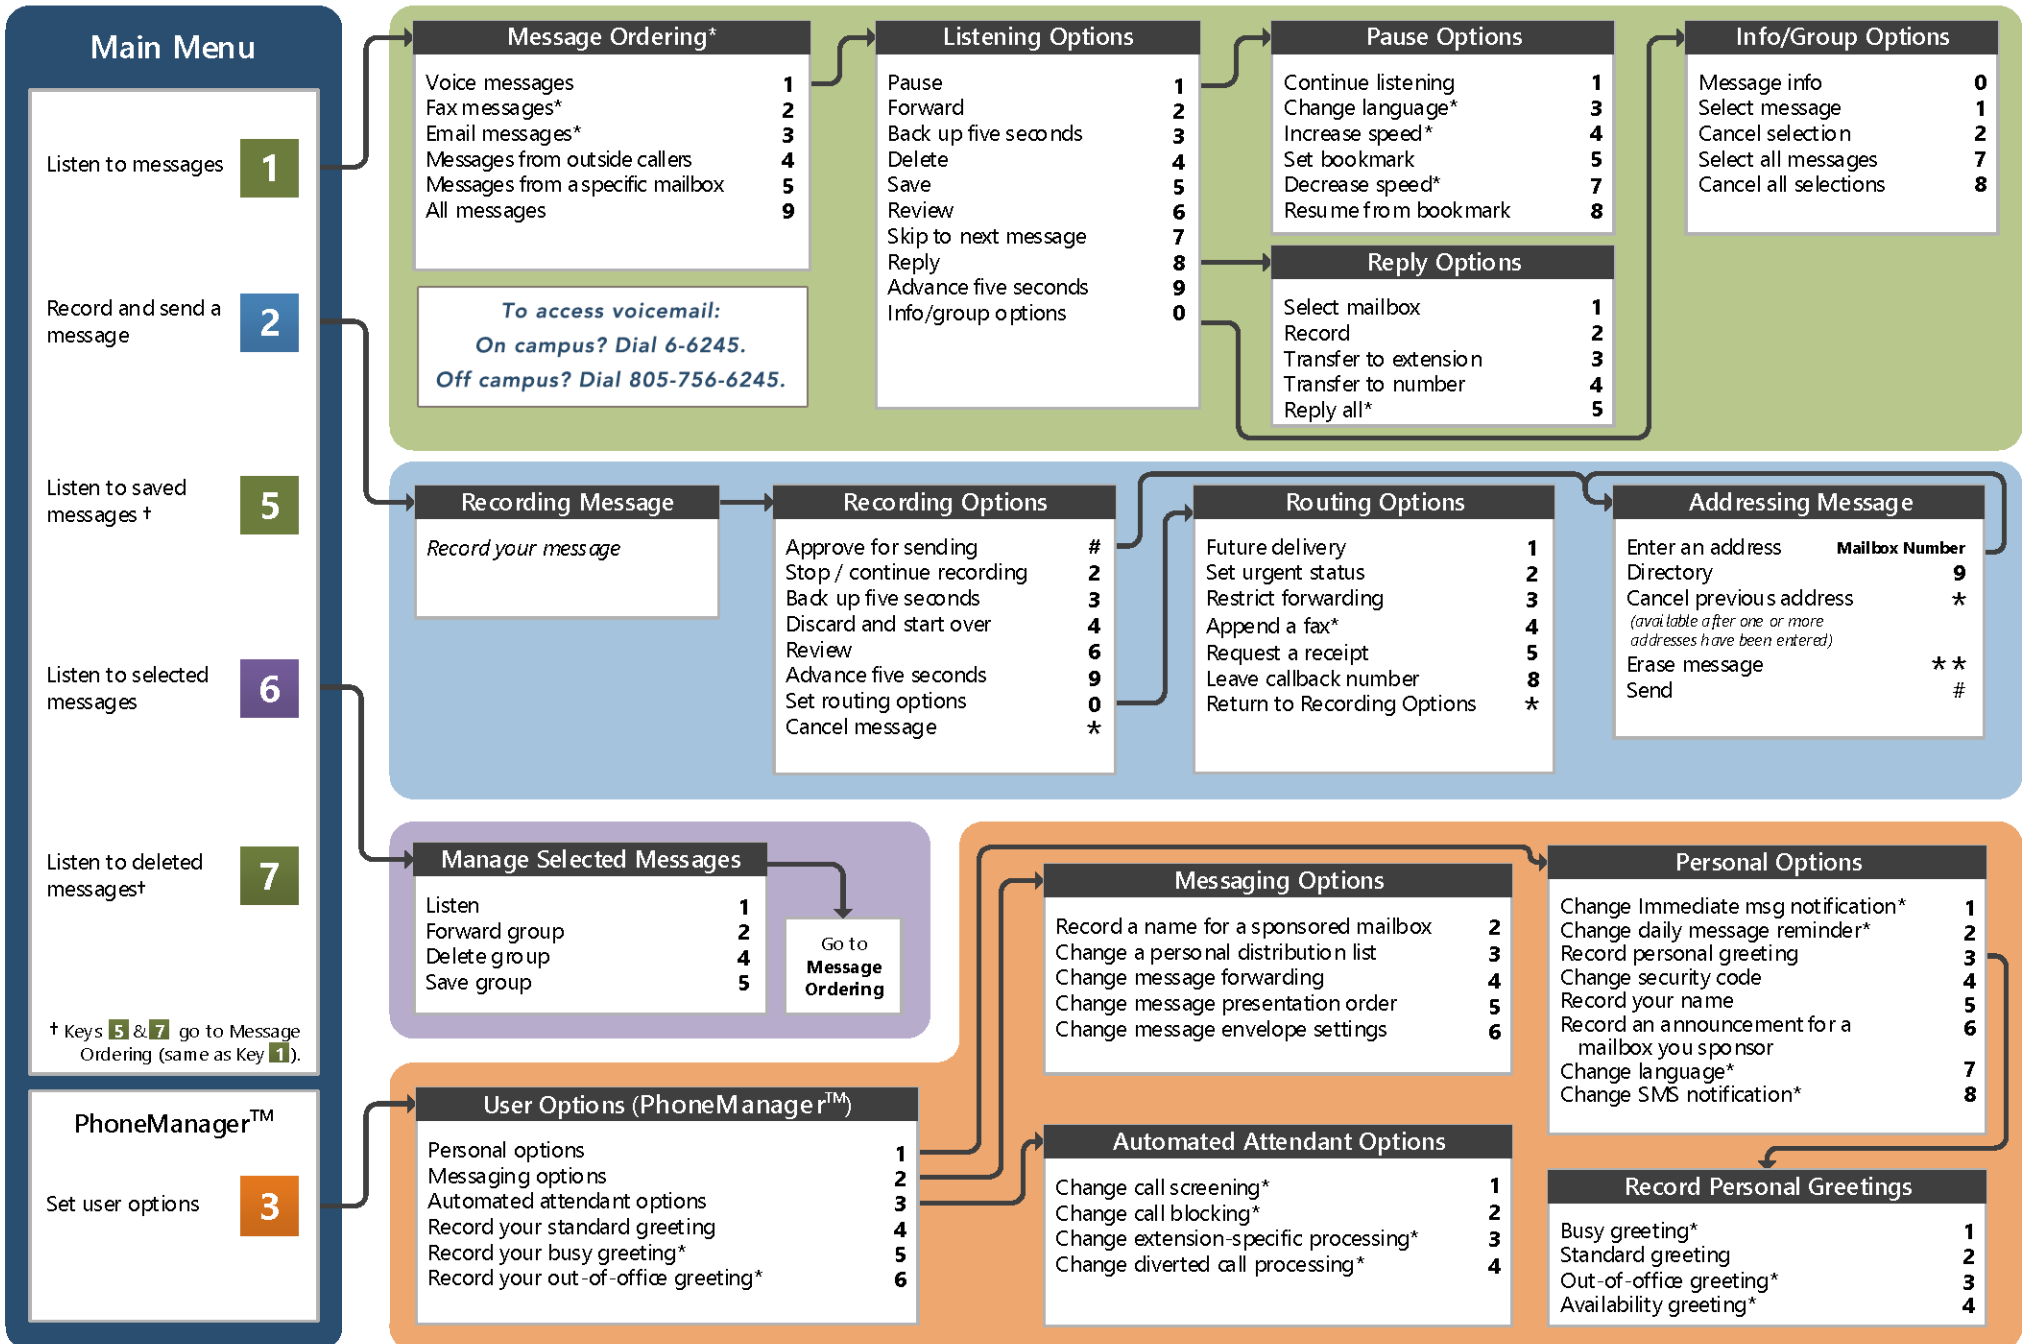 Main Menu
Listen to messages 1
Record and send a
message 2
Listen to saved
messages † 5
Listen to selected
messages 6
Listen to deleted
messages† 7
† Keys 5 & 7 go to Message
Ordering (same as Key 1).
PhoneManager™
Set user options 3
Message Ordering*
Voice messages 1
Fax messages* 2
Email messages* 3
Messages from outside callers 4
Messages from a specific mailbox 5
All messages 9
To access voicemail:
On campus? Dial 6-6245.
Off campus? Dial 805-756-6245.
Listening Options
Pause 1
Forward 2
Back up five seconds 3
Delete 4
Save 5
Review 6
Skip to next message 7
Reply 8
Advance five seconds 9
Info/group options 0
Pause Options
Continue listening 1
Change language* 3
Increase speed* 4
Set bookmark 5
Decrease speed* 7
Resume from bookmark 8
Reply Options
Select mailbox 1
Record 2
Transfer to extension 3
Transfer to number 4
Reply all* 5
Info/Group Options
Message info 0
Select message 1
Cancel selection 2
Select all messages 7
Cancel all selections 8
Recording Message
Record your message
Recording Options
Approve for sending #
Stop / continue recording 2
Back up five seconds 3
Discard and start over 4
Review 6
Advance five seconds 9
Set routing options 0
Cancel message *
Routing Options
Future delivery 1
Set urgent status 2
Restrict forwarding 3
Append a fax* 4
Request a receipt 5
Leave callback number 8
Return to Recording Options *
Addressing Message
Enter an address Mailbox Number
Directory 9
Cancel previous address *
(available after one or more
addresses have been entered)
Erase message * *
Send #
Manage Selected Messages
Listen 1
Forward group 2
Delete group 4
Save group 5
Go to
Message
Ordering
User Options (PhoneManager™)
Personal options 1
Messaging options 2
Automated attendant options 3
Record your standard greeting 4
Record your busy greeting* 5
Record your out-of-office greeting* 6
Messaging Options
Record a name for a sponsored mailbox 2
Change a personal distribution list 3
Change message forwarding 4
Change message presentation order 5
Change message envelope settings 6
Automated Attendant Options
Change call screening* 1
Change call blocking* 2
Change extension-specific processing* 3
Change diverted call processing* 4
Personal Options
Change Immediate msg notification* 1
Change daily message reminder* 2
Record personal greeting 3
Change security code 4
Record your name 5
Record an announcement for a 6
mailbox you sponsor
Change language* 7
Change SMS notification* 8
Record Personal Greetings
Busy greeting* 1
Standard greeting 2
Out-of-office greeting* 3
Availability greeting* 4